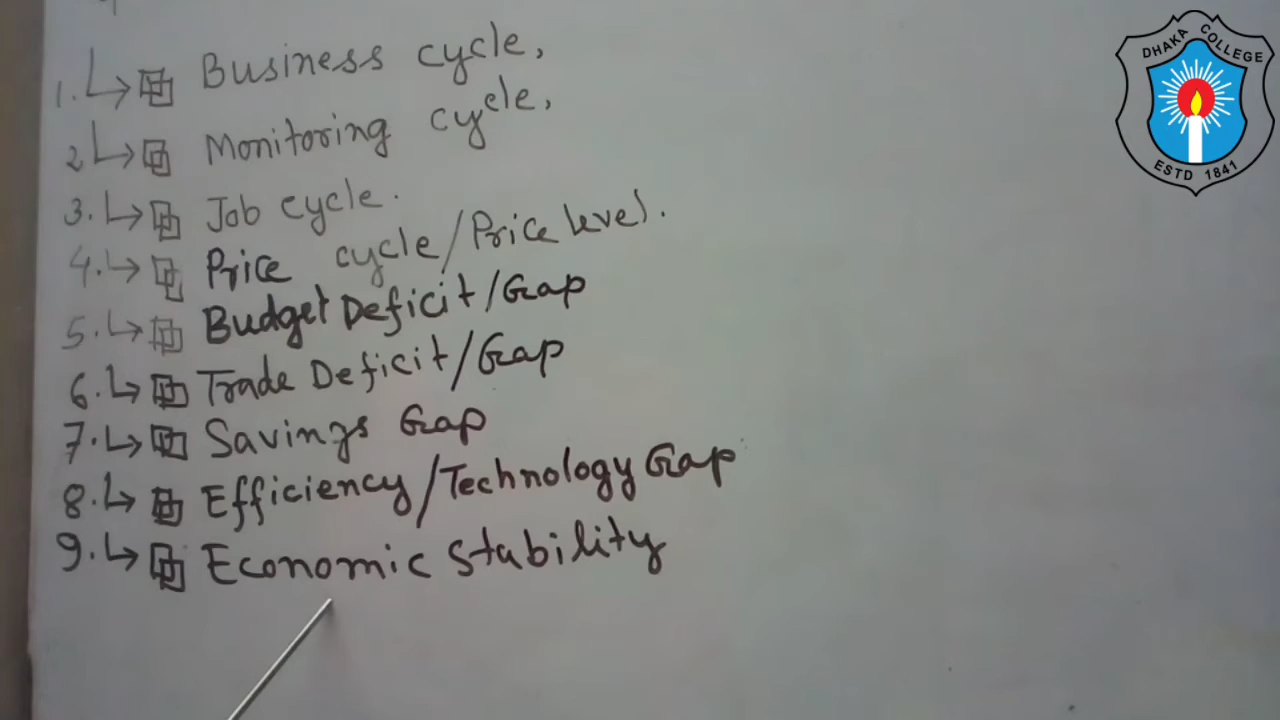 1. Business cycle,
2 Monitoring cycle,
3. Job cycle.
4. Price cycle/Price level.
5. Budget Deficit/Gap
6. Trade Deficit/Gap
7. Savings Gap
8. Efficiency/Technology Gap
9. Economic Stability
DHAKA COLLEGE
ESTD 1841